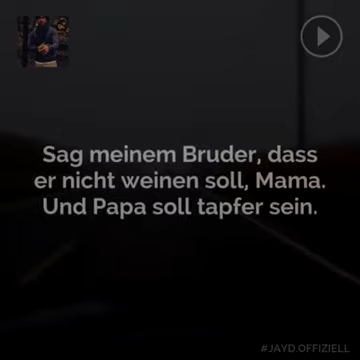 Sag meinem Bruder, dass
er nicht weinen soll, Mama.
Und Papa soll tapfer sein.
#JAYD.OFFIZIELL